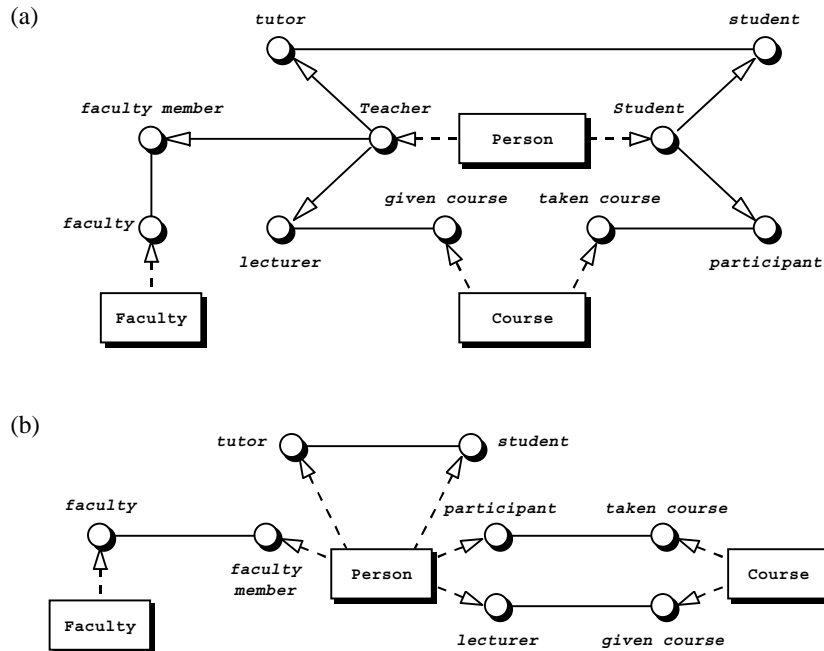 (a)
tutor
student
faculty member
Teacher
Person
Student
given course
taken course
faculty
lecturer
participant
Faculty
Course
(b)
tutor
student
faculty
participant
taken course
faculty
member
Person
Course
Faculty
lecturer
given course